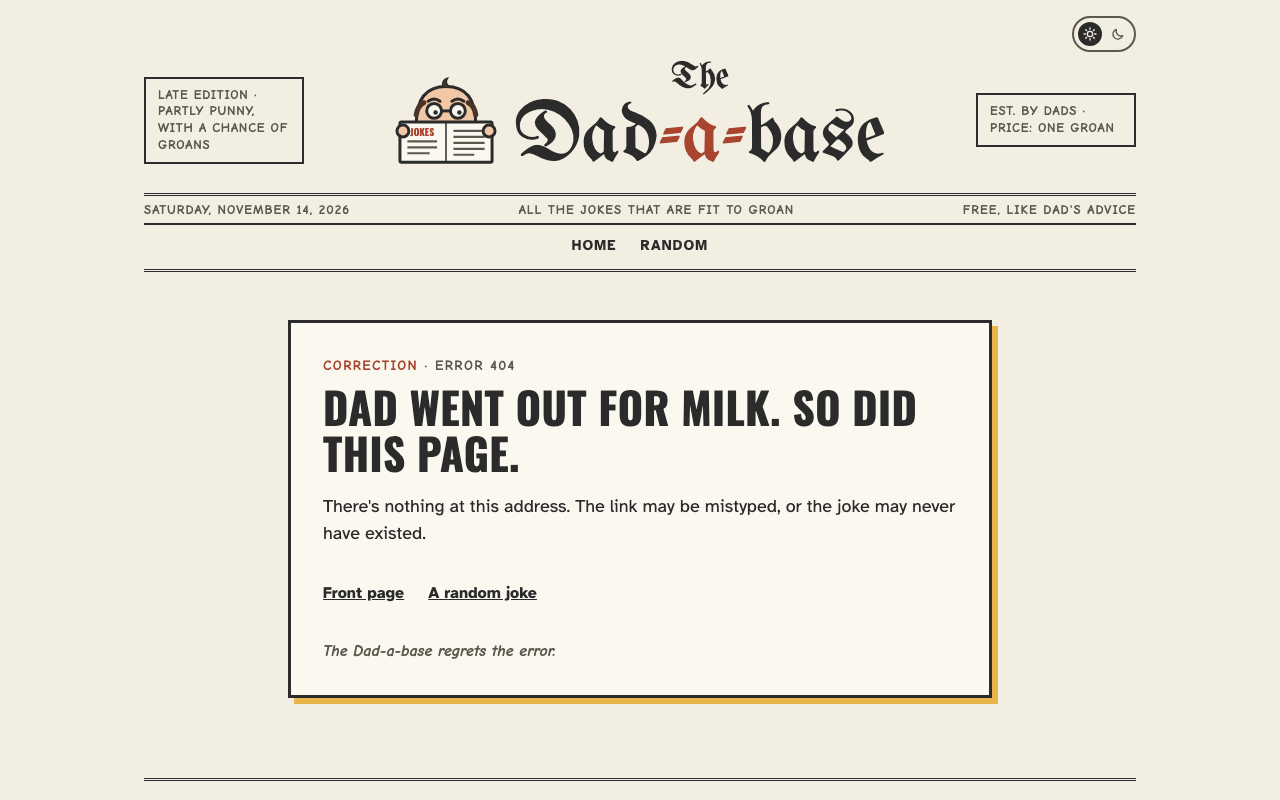 LATE EDITION ·
PARTLY PUNNY,
WITH A CHANCE OF
GROANS
JOKES
The
Dad-a-base
EST. BY DADS ·
PRICE: ONE GROAN
SATURDAY, NOVEMBER 14, 2026
ALL THE JOKES THAT ARE FIT TO GROAN
FREE, LIKE DAD'S ADVICE
HOME
RANDOM
CORRECTION · ERROR 404
DAD WENT OUT FOR MILK. SO DID
THIS PAGE.
There's nothing at this address. The link may be mistyped, or the joke may never
have existed.
Front page
A random joke
The Dad-a-base regrets the error.